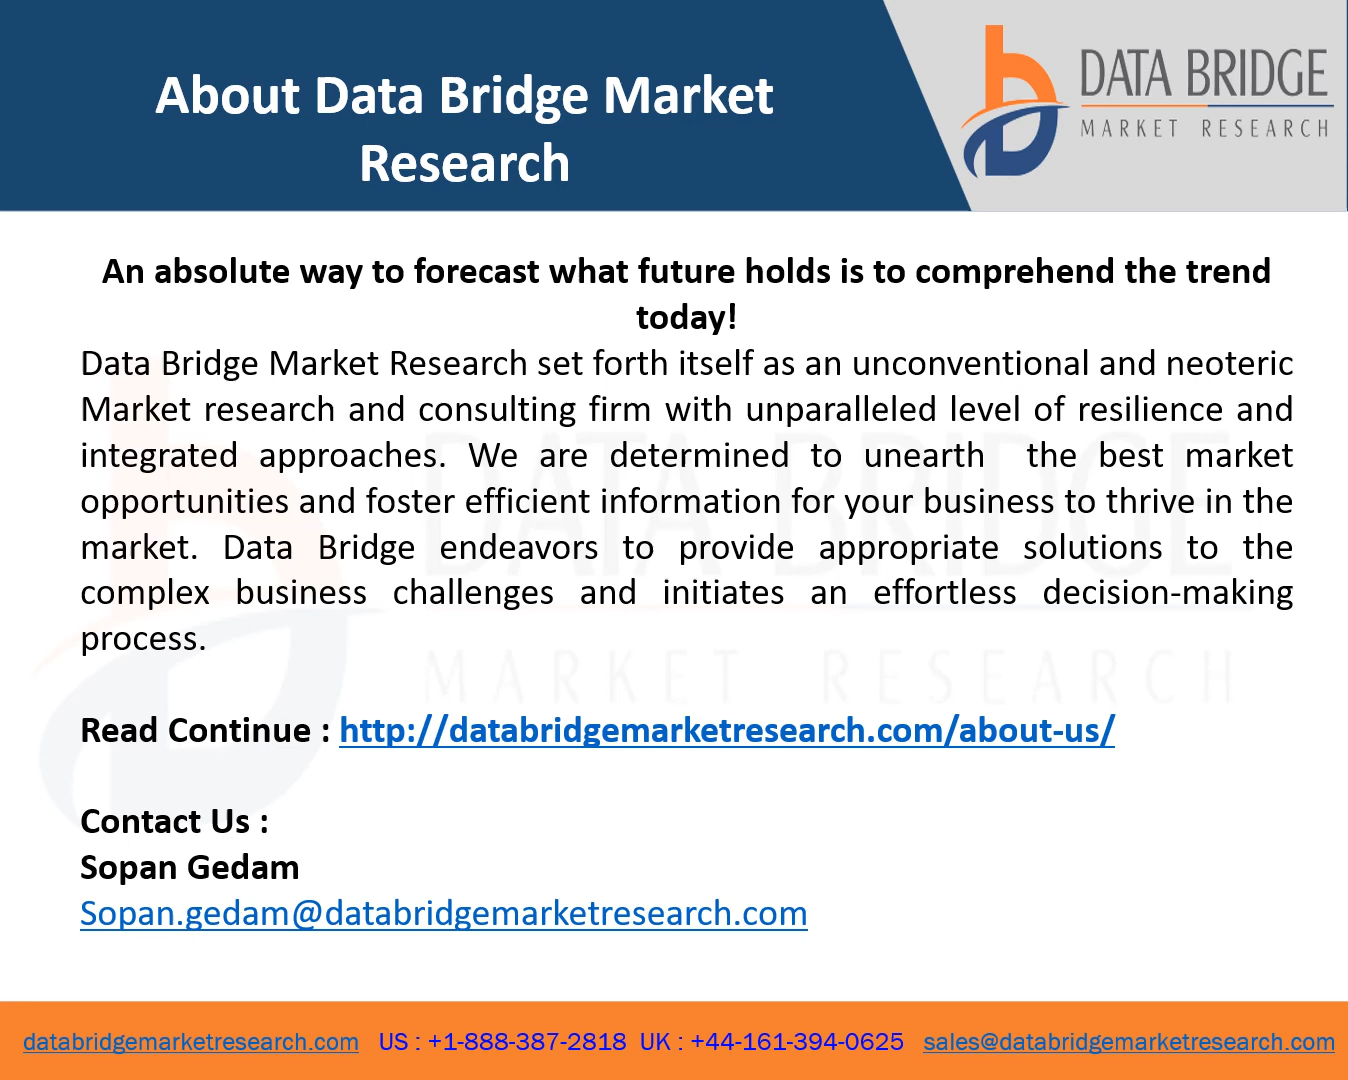 About Data Bridge Market
Research
DATA BRIDGE
MARKET RESEARCH
An absolute way to forecast what future holds is to comprehend the trend
today!
Data Bridge Market Research set forth itself as an unconventional and neoteric
Market research and consulting firm with unparalleled level of resilience and
integrated approaches. We are determined to unearth the best market
opportunities and foster efficient information for your business to thrive in the
market. Data Bridge endeavors to provide appropriate solutions to the
complex business challenges and initiates an effortless decision-making
process.
DATA BRIDGE
MARKET RESEARCH
Read Continue : http://databridgemarketresearch.com/about-us/
Contact Us :
Sopan Gedam
Sopan.gedam@databridgemarketresearch.com
databridgemarketresearch.com US : +1-888-387-2818 UK : +44-161-394-0625 sales@databridgemarketresearch.com